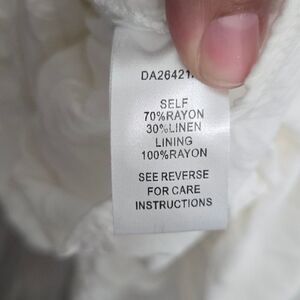 DA26421
SELF
70%RAYON
30%LINEN
LINING
100%RAYON
SEE REVERSE
FOR CARE
INSTRUCTIONS